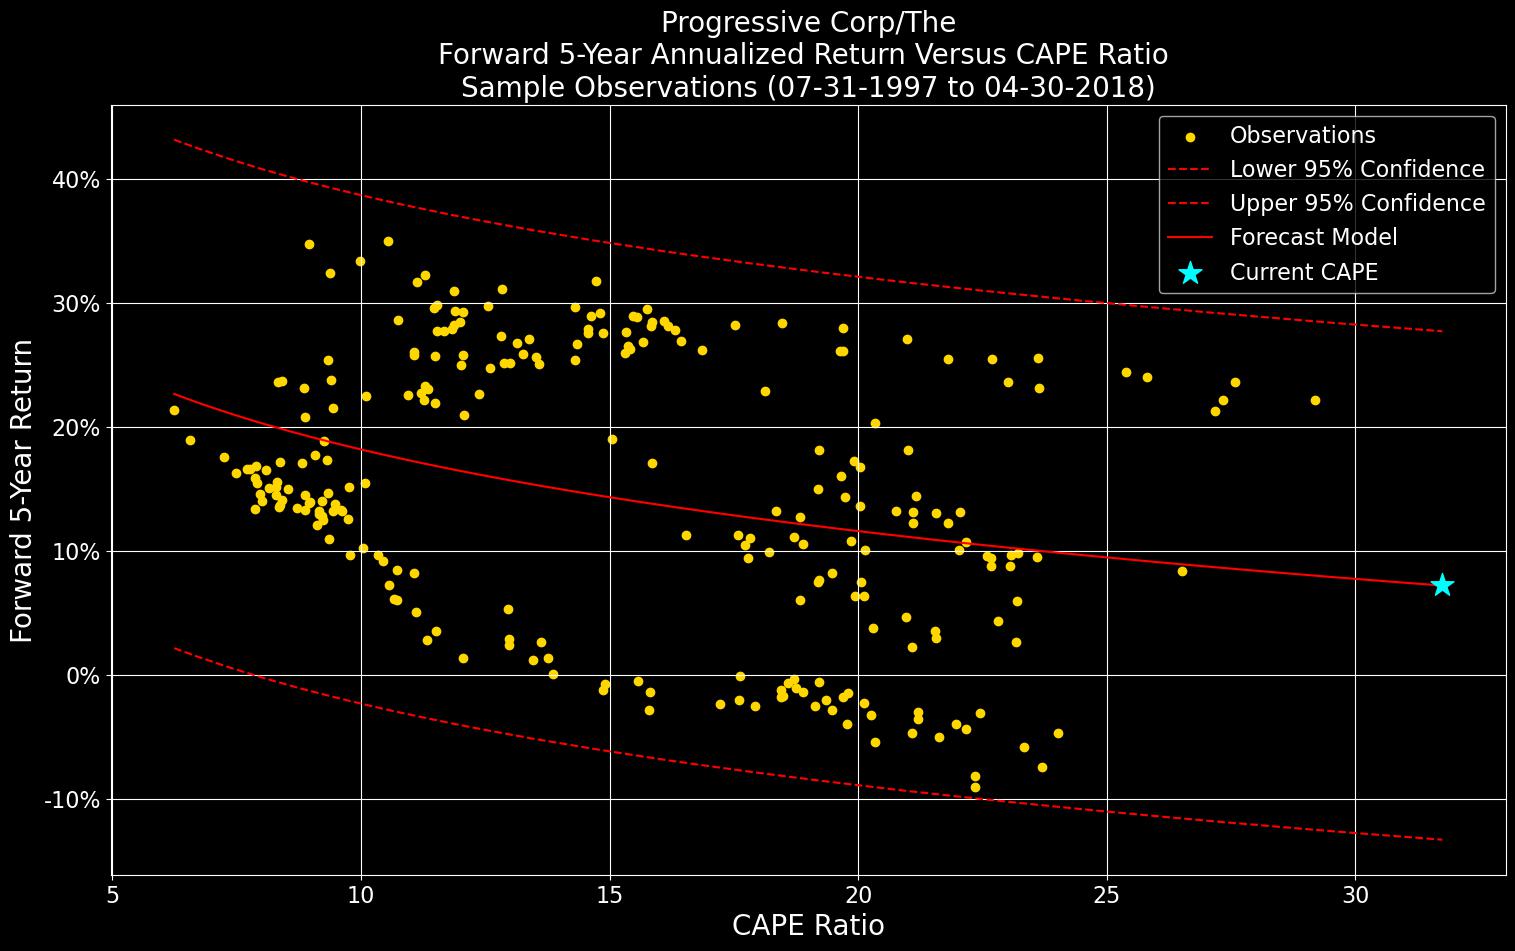 Progressive Corp/The
Forward 5-Year Annualized Return Versus CAPE Ratio
Sample Observations (07-31-1997 to 04-30-2018)
Observations
Lower 95% Confidence
Upper 95% Confidence
Forecast Model
Current CAPE
Forward 5-Year Return
40%
30%
20%
10%
0%
-10%
5 10 15 20 25 30
CAPE Ratio